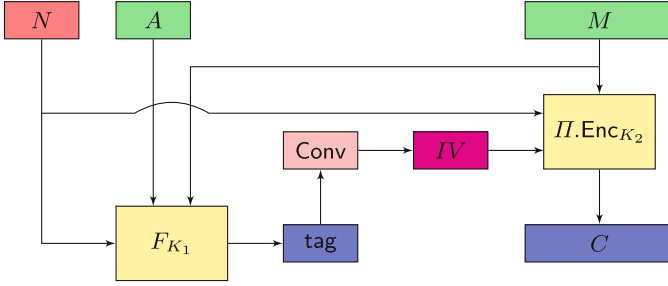 N
A
M
Π.Enc_{K_2}
Conv
IV
F_{K_1}
tag
C